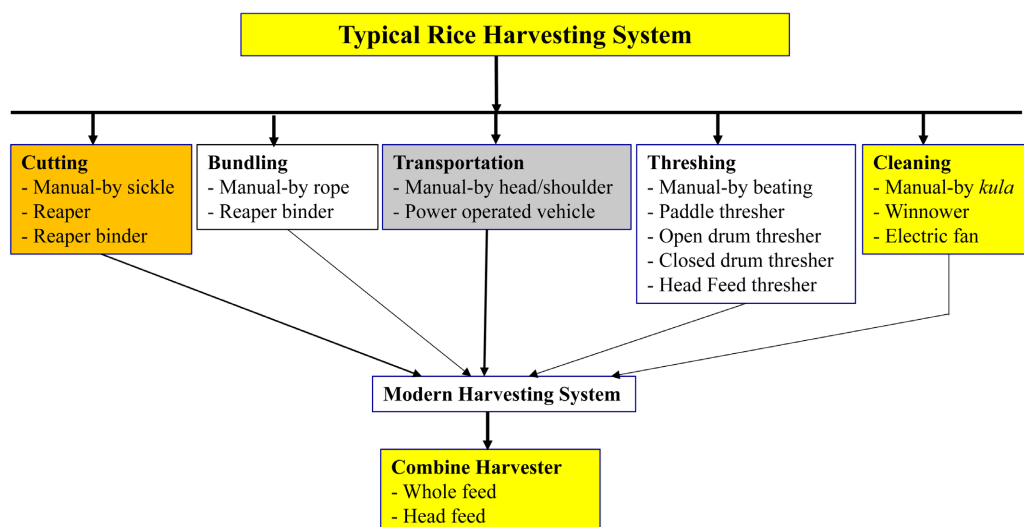 Typical Rice Harvesting System
Cutting
- Manual-by sickle
- Reaper
- Reaper binder
Bundling
- Manual-by rope
- Reaper binder
Transportation
- Manual-by head/shoulder
- Power operated vehicle
Threshing
- Manual-by beating
- Paddle thresher
- Open drum thresher
- Closed drum thresher
- Head Feed thresher
Cleaning
- Manual-by kula
- Winnower
- Electric fan
Modern Harvesting System
Combine Harvester
- Whole feed
- Head feed